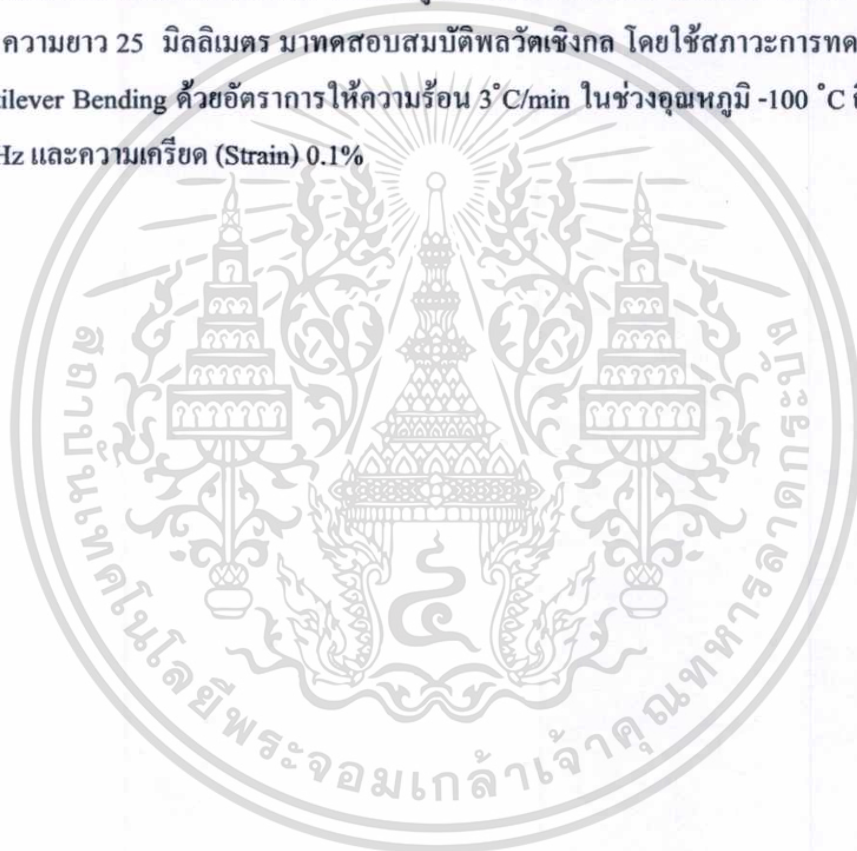 ความยาว 25 มิลลิเมตร มาทดสอบสมบัติพลวัตเชิงกล โดยใช้สภาวะการทด
tilever Bending ด้วยอัตราการให้ความร้อน 3°C/min ในช่วงอุณหภูมิ -100 °C ถึ
Hz และความเครียด (Strain) 0.1%
สถาบันเทคโนโลยีพระจอมเกล้าเจ้าคุณทหารลาดกระบัง